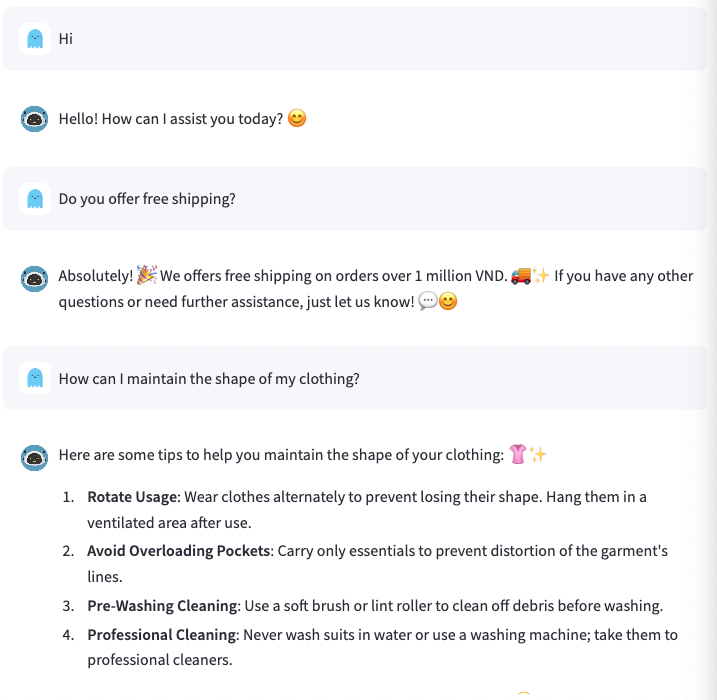 Hi
Hello! How can I assist you today? 😊
Do you offer free shipping?
Absolutely! 🎉 We offers free shipping on orders over 1 million VND. 🚚✨ If you have any other
questions or need further assistance, just let us know! 💬😊
How can I maintain the shape of my clothing?
Here are some tips to help you maintain the shape of your clothing: 👚✨
1. Rotate Usage: Wear clothes alternately to prevent losing their shape. Hang them in a
ventilated area after use.
2. Avoid Overloading Pockets: Carry only essentials to prevent distortion of the garment's
lines.
3. Pre-Washing Cleaning: Use a soft brush or lint roller to clean off debris before washing.
4. Professional Cleaning: Never wash suits in water or use a washing machine; take them to
professional cleaners.